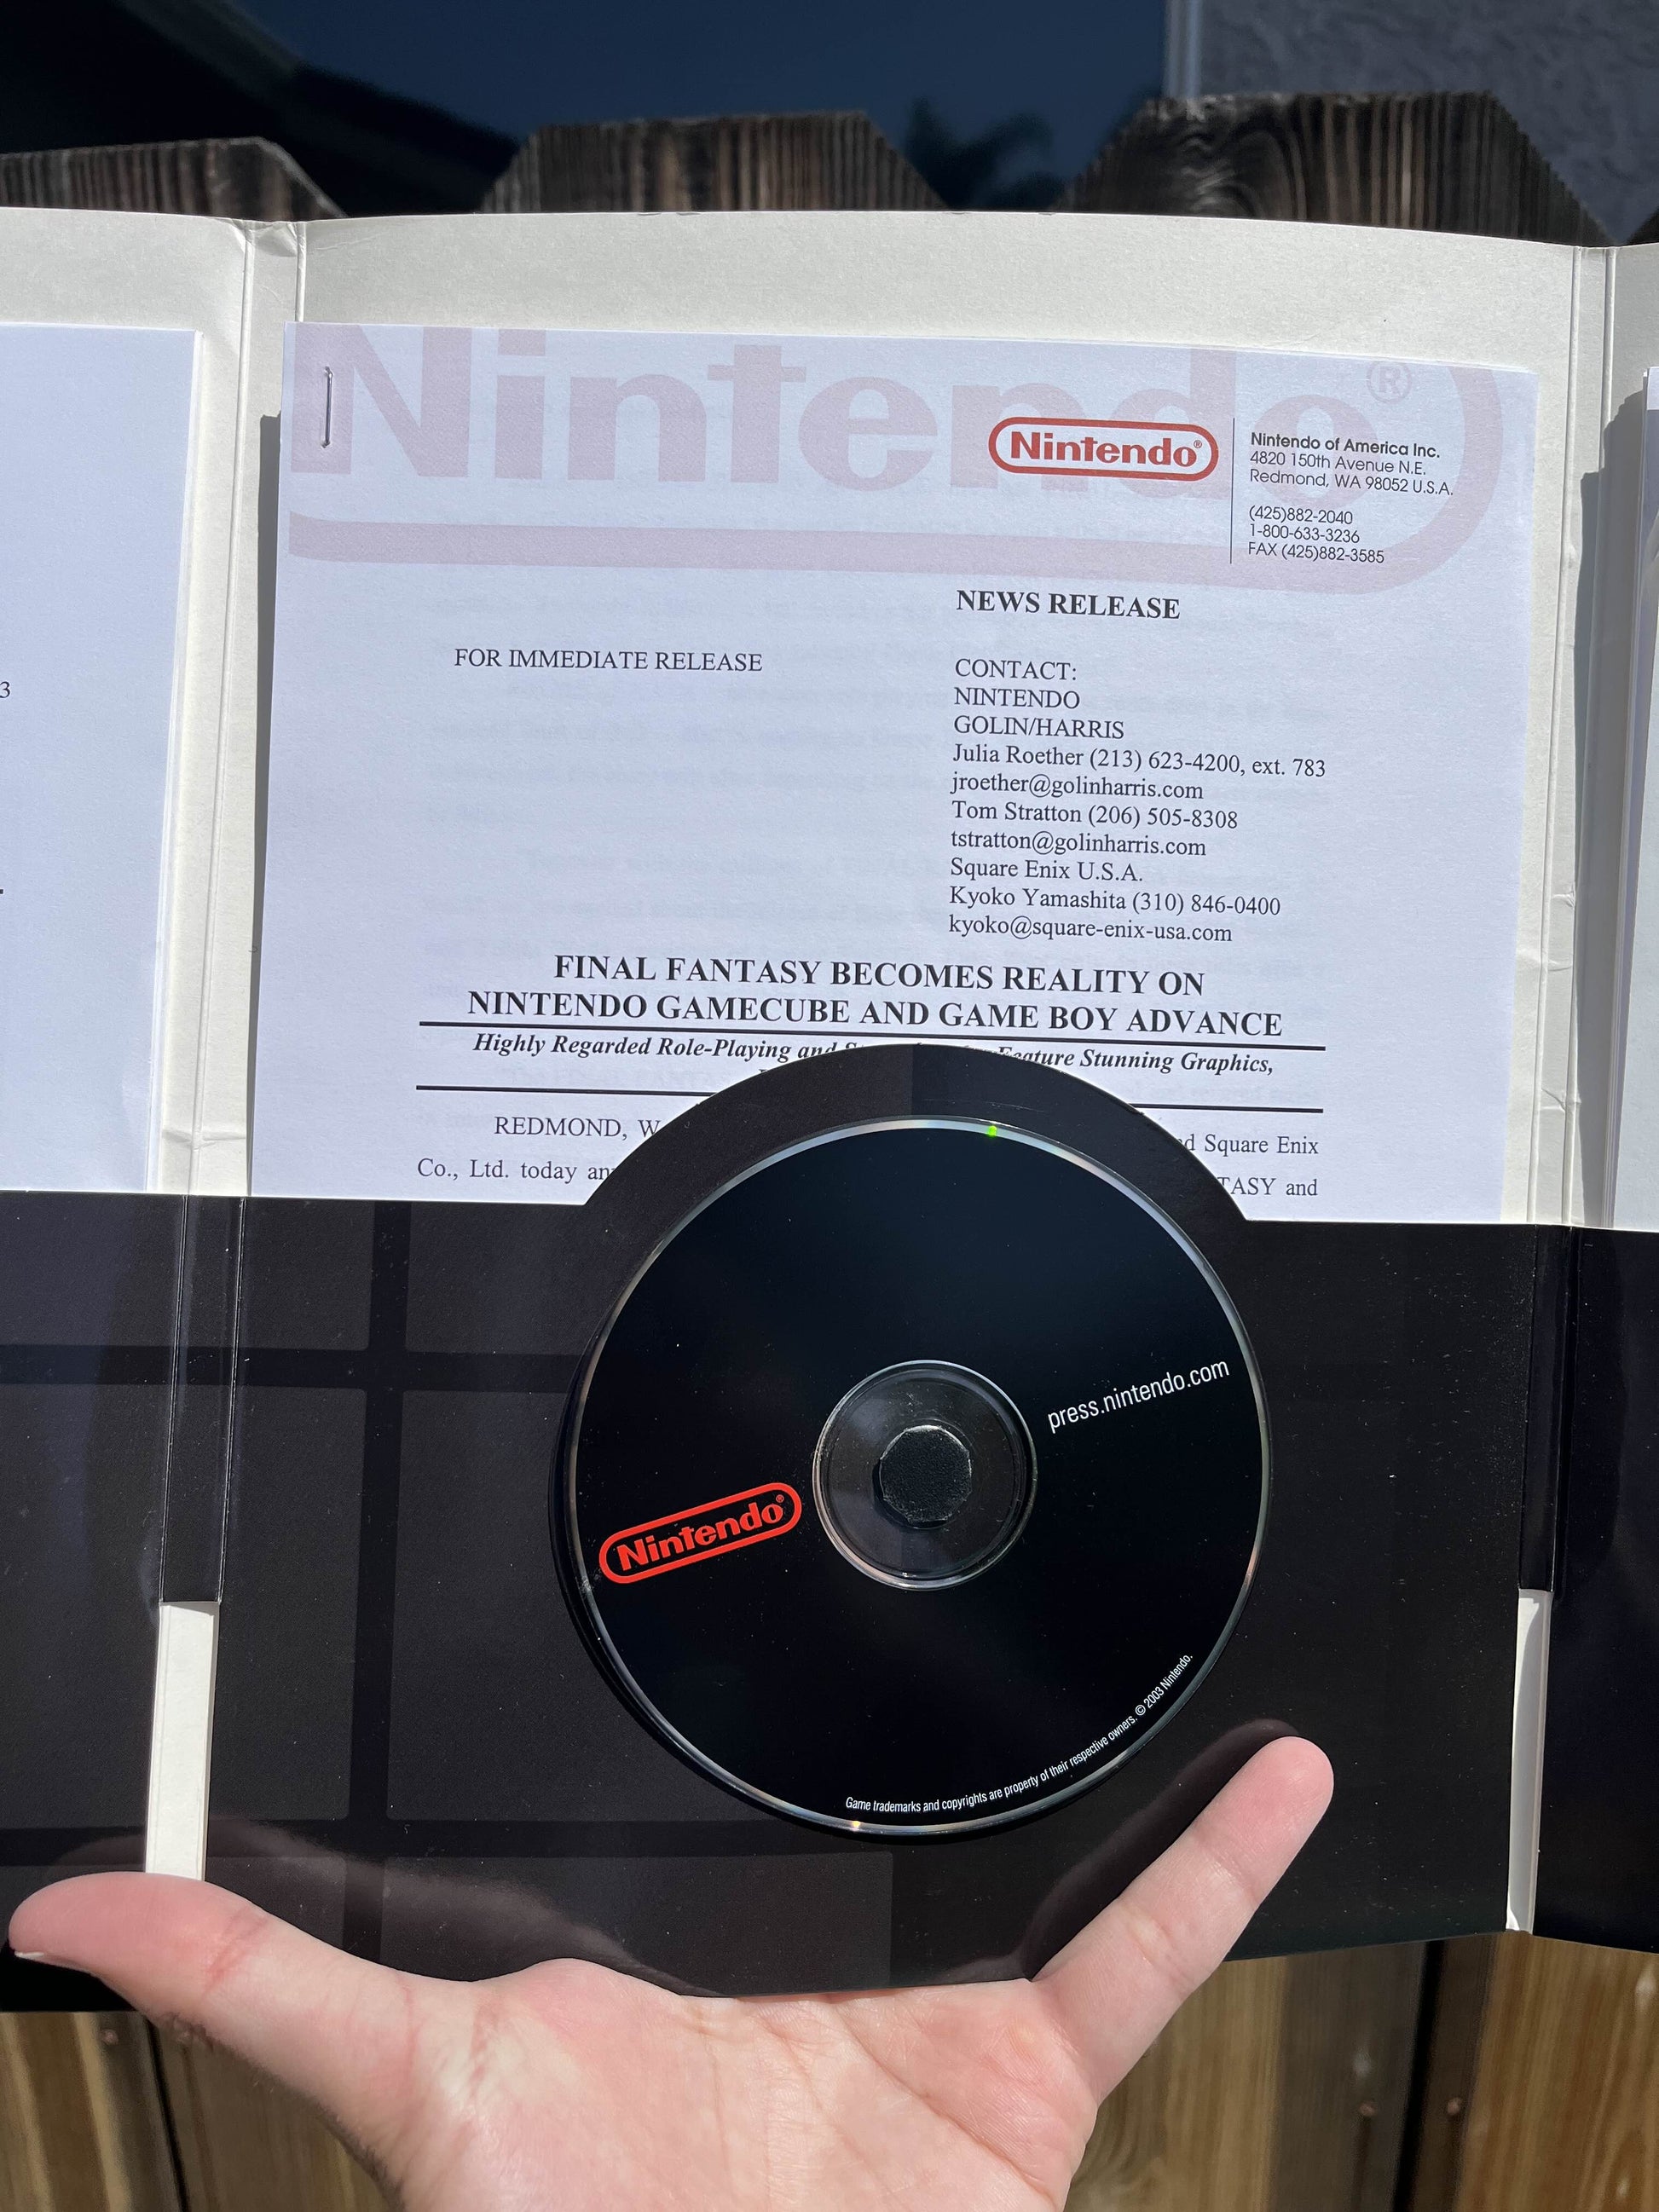 Nintendo®
Nintendo®
Nintendo of America Inc.
4820 150th Avenue N.E.
Redmond, WA 98052 U.S.A.
(425)882-2040
1-800-633-3236
FAX (425)882-3585
NEWS RELEASE
FOR IMMEDIATE RELEASE
CONTACT:
NINTENDO
GOLIN/HARRIS
Julia Roether (213) 623-4200, ext. 783
jroether@golinharris.com
Tom Stratton (206) 505-8308
tstratton@golinharris.com
Square Enix U.S.A.
Kyoko Yamashita (310) 846-0400
kyoko@square-enix-usa.com
3
FINAL FANTASY BECOMES REALITY ON
NINTENDO GAMECUBE AND GAME BOY ADVANCE
Highly Regarded Role-Playing and Feature Stunning Graphics,
REDMOND, W Square Enix
Co., Ltd. today TASY and
press.nintendo.com
Nintendo®
Game trademarks and copyrights are property of their respective owners. © 2003 Nintendo.